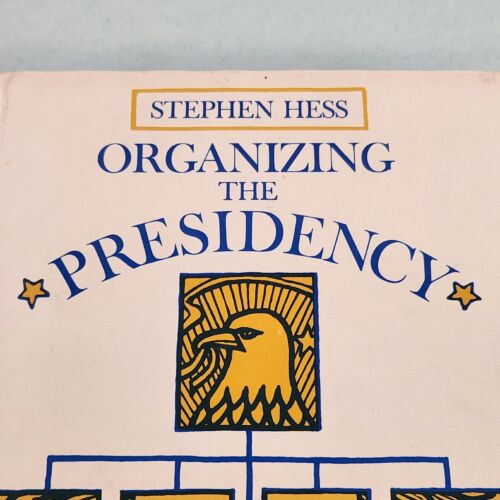 STEPHEN HESS
ORGANIZING
THE
PRESIDENCY